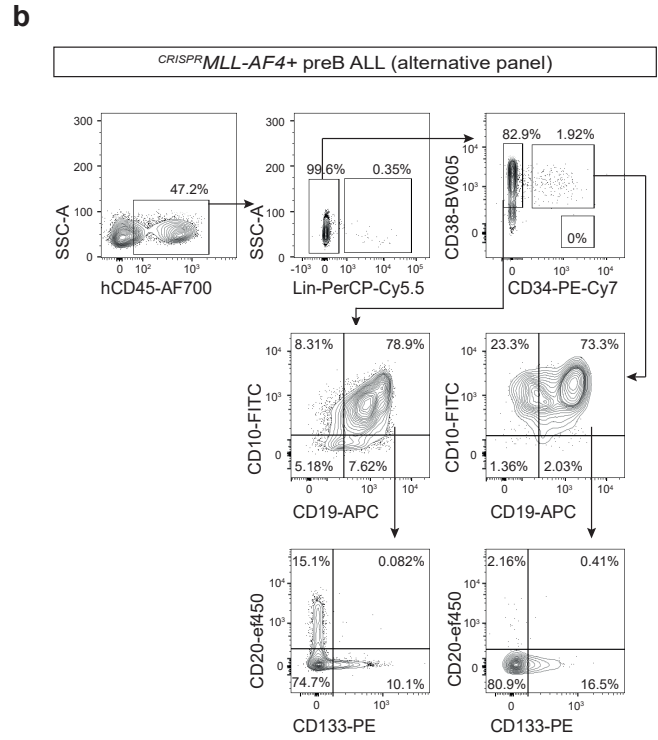 b
CRISPRMLL-AF4+ preB ALL (alternative panel)
300
200
100
0
47.2%
SSC-A
0 10² 10³
hCD45-AF700
300
200
100
0
99.6% 0.35%
SSC-A
-10³ 0 10³ 10⁴ 10⁵
Lin-PerCP-Cy5.5
82.9% 1.92%
10⁴
10³
0
0%
CD38-BV605
0 10³ 10⁴
CD34-PE-Cy7
8.31% 78.9%
10⁴
10³
0
5.18% 7.62%
CD10-FITC
0 10³ 10⁴
CD19-APC
23.3% 73.3%
10⁴
10³
0
1.36% 2.03%
CD10-FITC
0 10³ 10⁴
CD19-APC
15.1% 0.082%
10⁴
10³
0
74.7% 10.1%
CD20-ef450
0 10³
CD133-PE
2.16% 0.41%
10⁴
10³
0
80.9% 16.5%
CD20-ef450
0 10³
CD133-PE